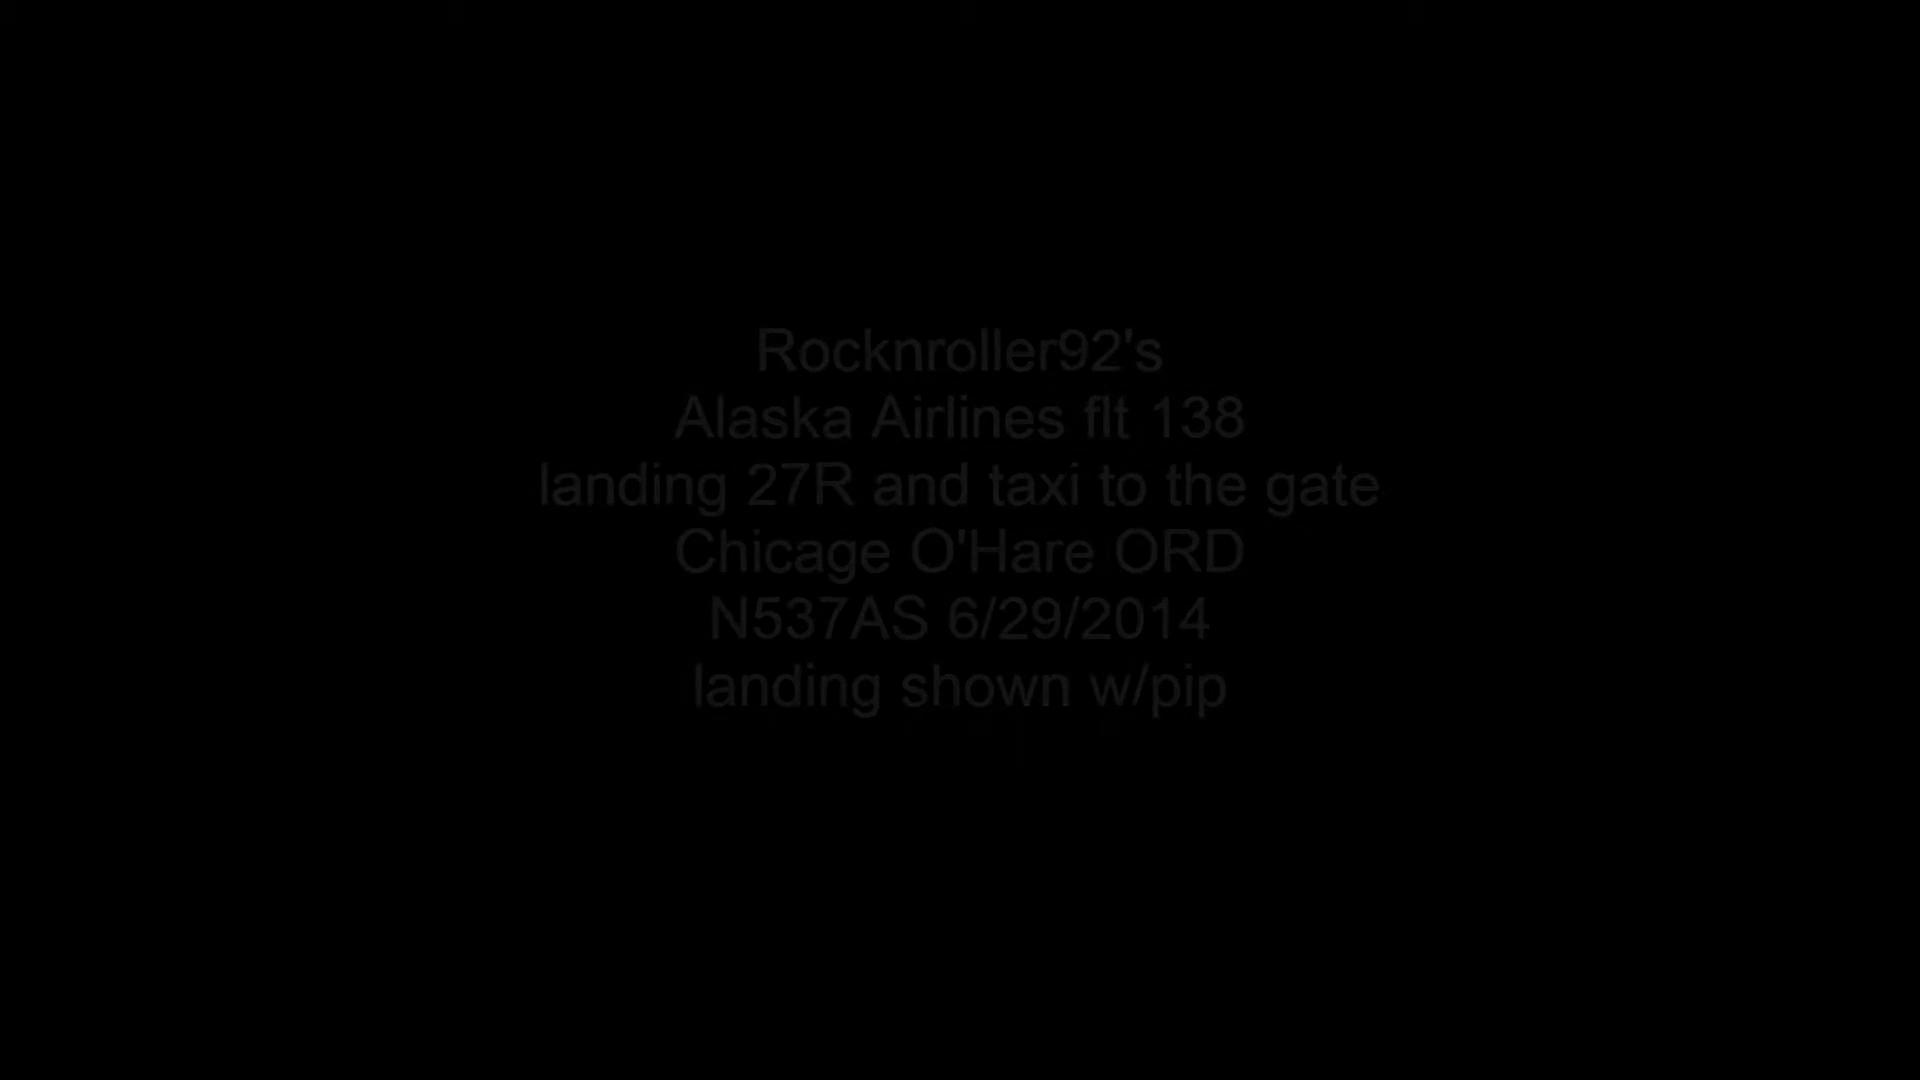 Rocknroller92's
Alaska Airlines flt 138
landing 27R and taxi to the gate
Chicage O'Hare ORD
N537AS 6/29/2014
landing shown w/pip